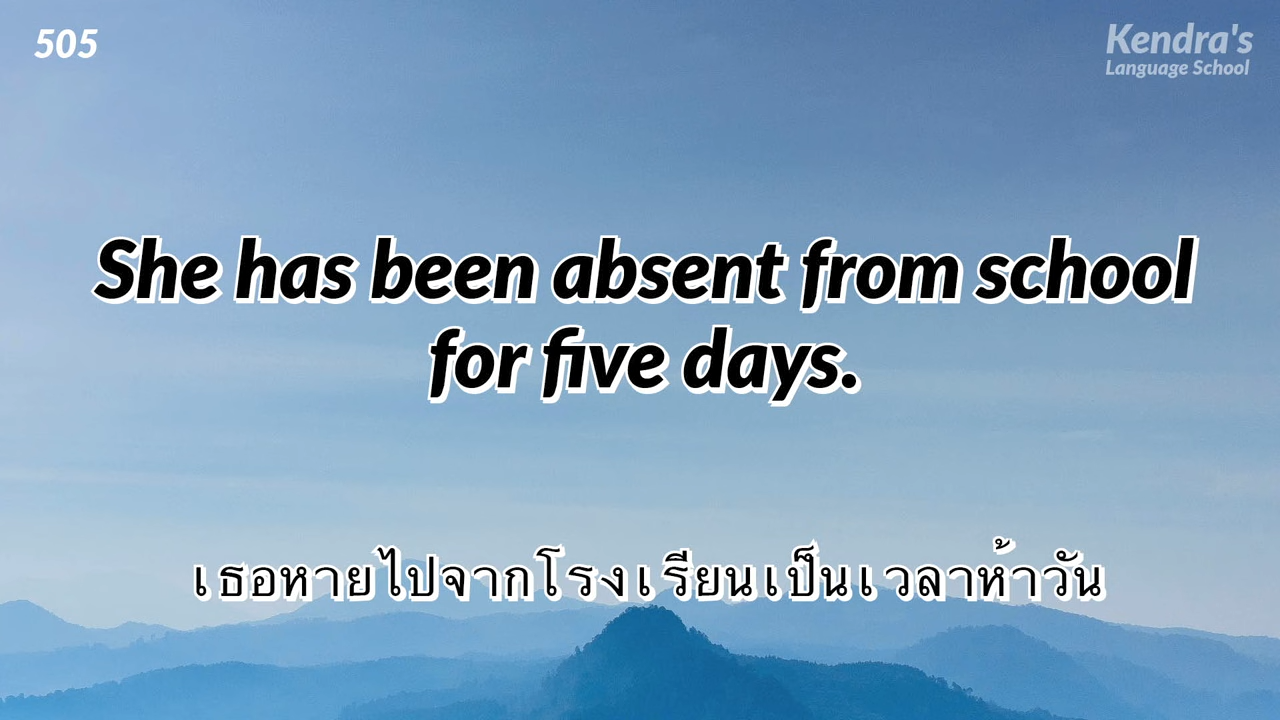 505
Kendra's
Language School
She has been absent from school
for five days.
เธอหายไปจากโรงเรียนเป็นเวลาห้าวัน